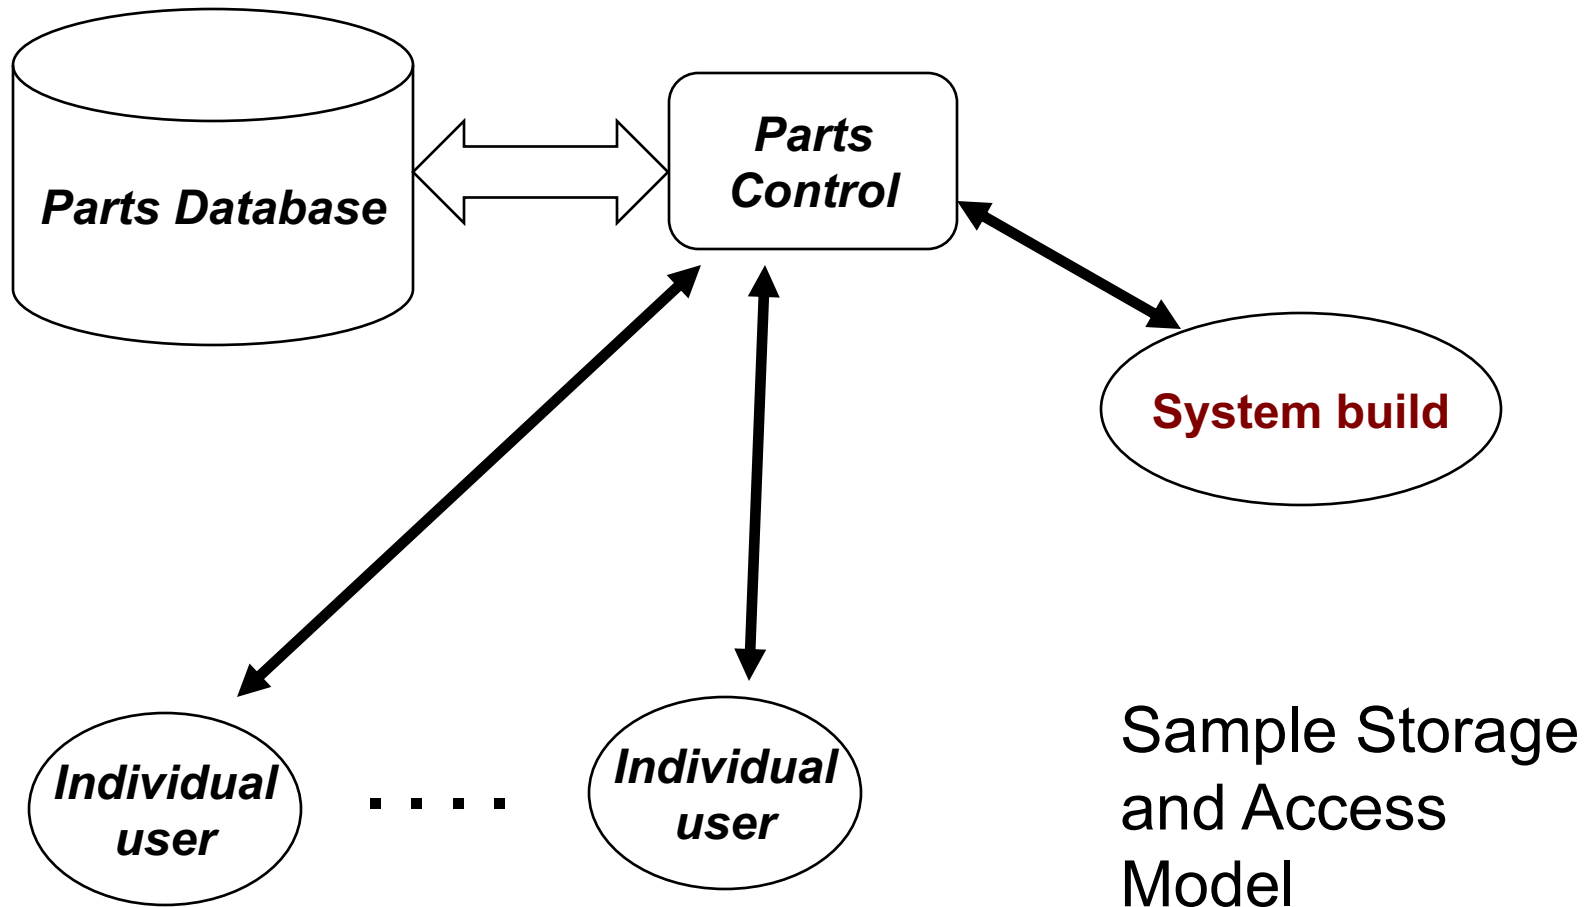 Parts
Control
Parts Database
System build
Individual
user
. . . .
Individual
user
Sample Storage
and Access
Model